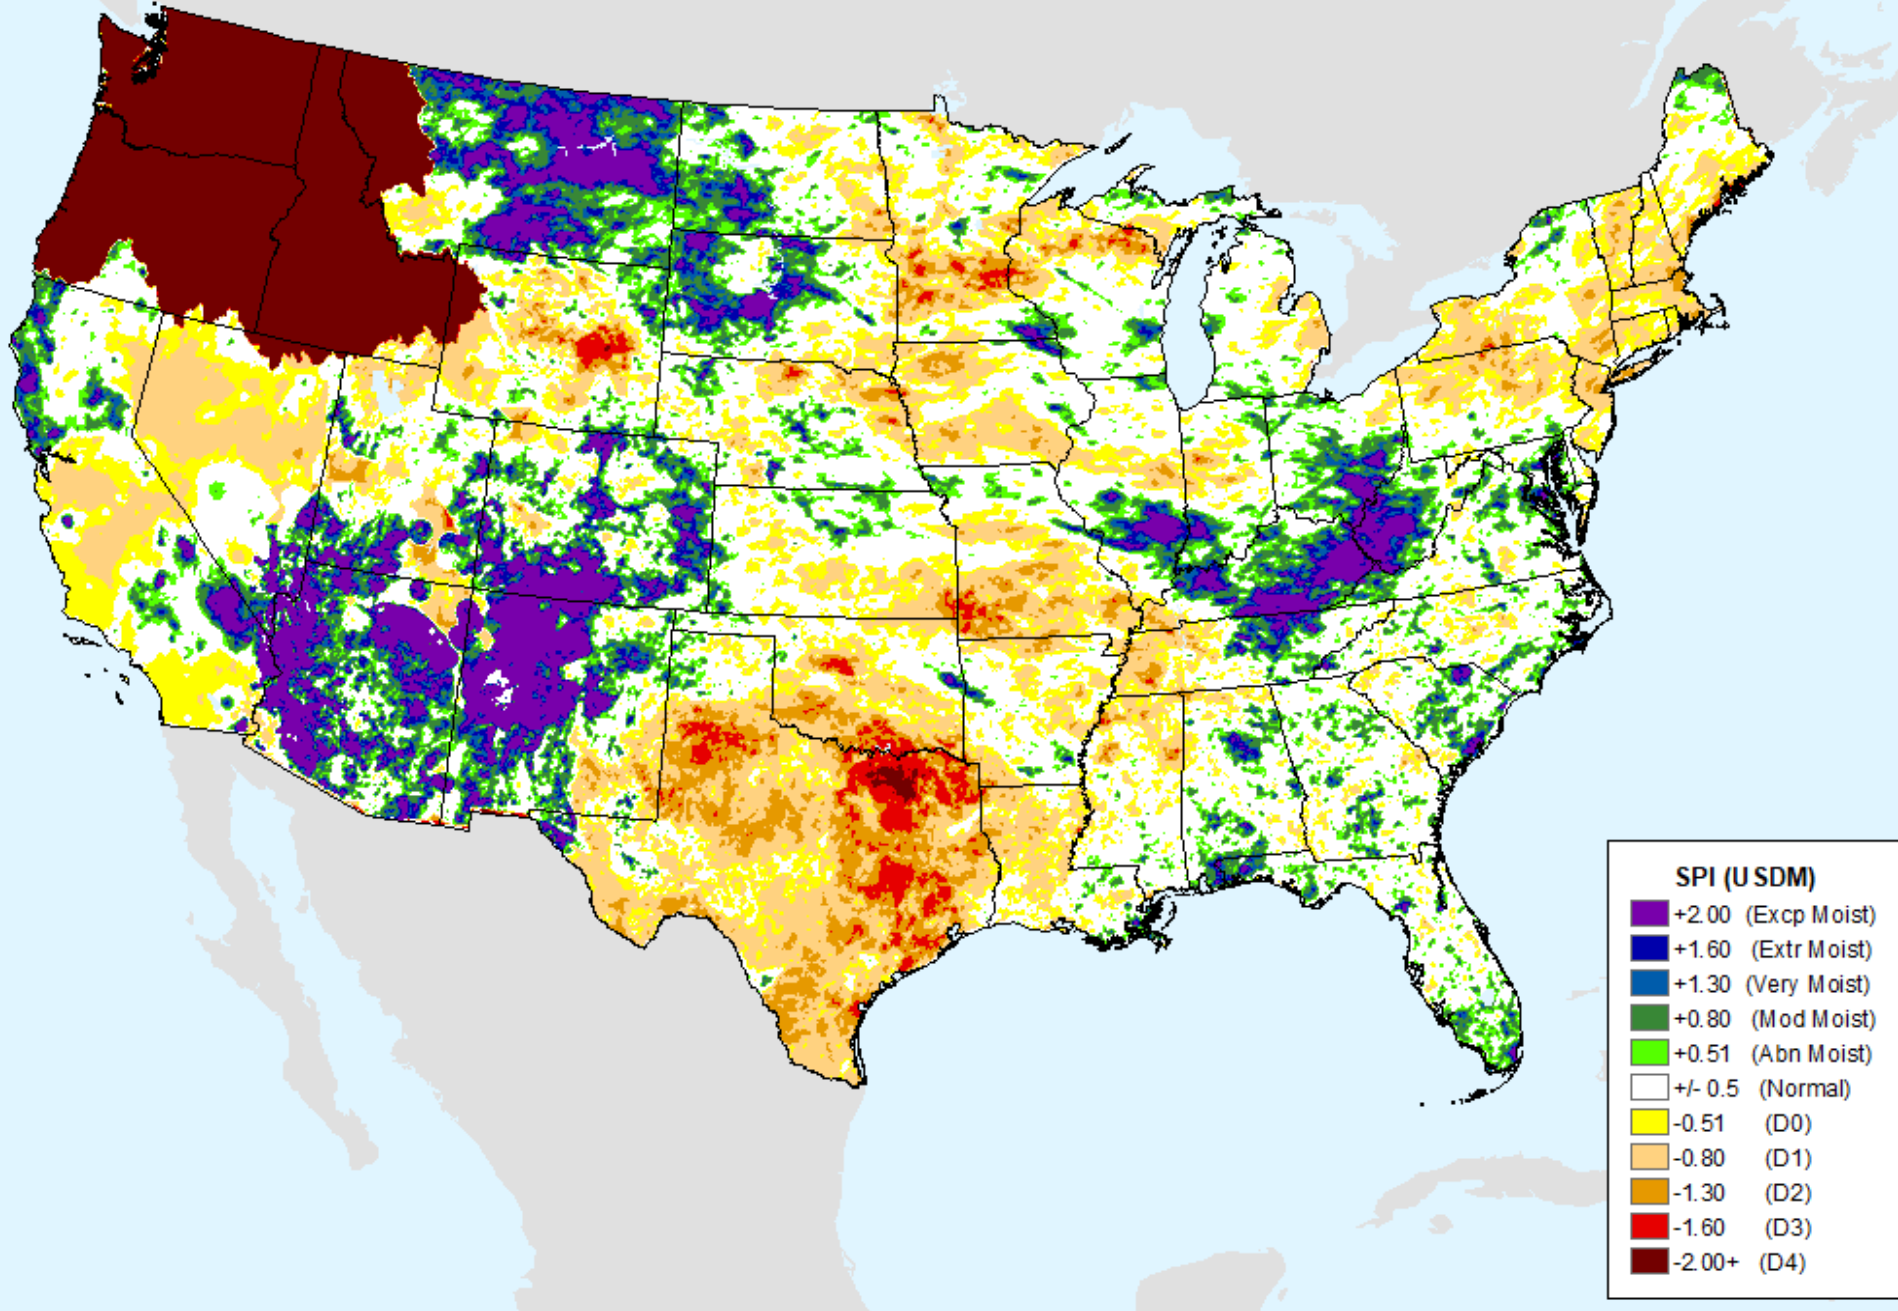 SPI (USDM)
+2.00 (Excp Moist)
+1.60 (Extr Moist)
+1.30 (Very Moist)
+0.80 (Mod Moist)
+0.51 (Abn Moist)
+/- 0.5 (Normal)
-0.51 (D0)
-0.80 (D1)
-1.30 (D2)
-1.60 (D3)
-2.00+ (D4)